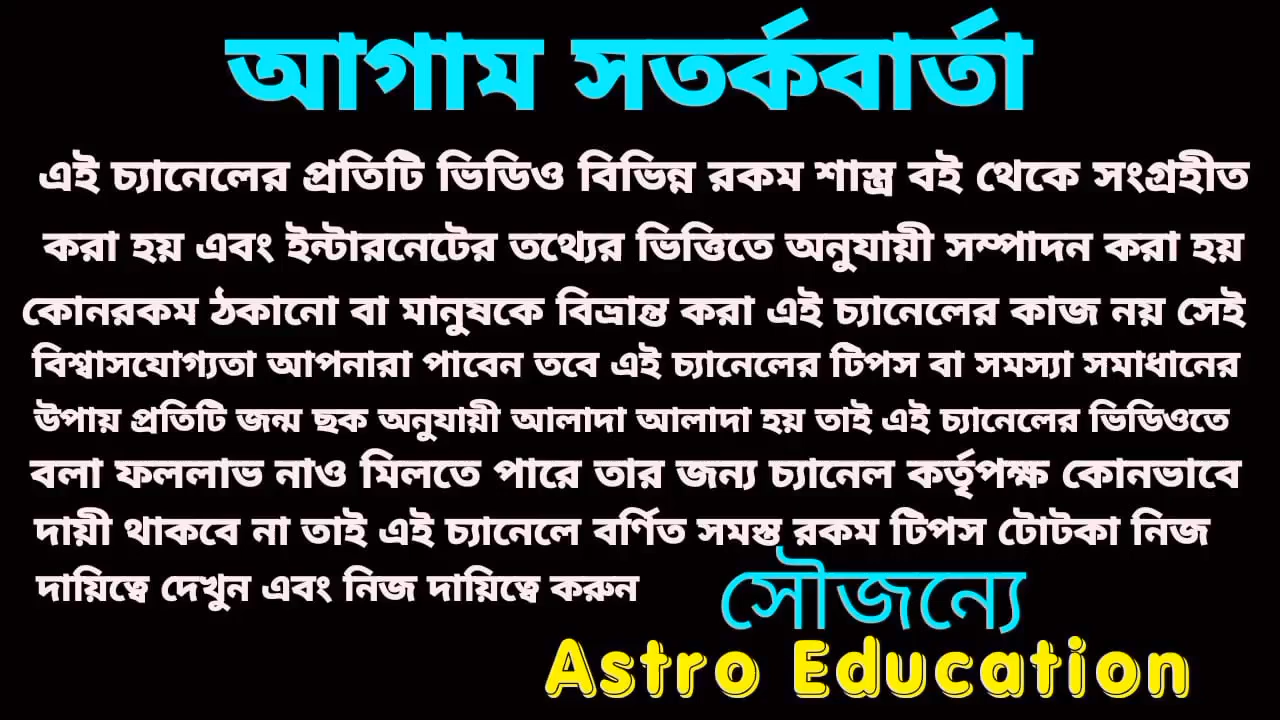 আগাম সতর্কবার্তা
এই চ্যানেলের প্রতিটি ভিডিও বিভিন্ন রকম শাস্ত্র বই থেকে সংগ্রহীত
করা হয় এবং ইন্টারনেটের তথ্যের ভিত্তিতে অনুযায়ী সম্পাদন করা হয়
কোনরকম ঠকানো বা মানুষকে বিভ্রান্ত করা এই চ্যানেলের কাজ নয় সেই
বিশ্বাসযোগ্যতা আপনারা পাবেন তবে এই চ্যানেলের টিপস বা সমস্যা সমাধানের
উপায় প্রতিটি জন্ম ছক অনুযায়ী আলাদা আলাদা হয় তাই এই চ্যানেলের ভিডিওতে
বলা ফললাভ নাও মিলতে পারে তার জন্য চ্যানেল কর্তৃপক্ষ কোনভাবে
দায়ী থাকবে না তাই এই চ্যানেলে বর্ণিত সমস্ত রকম টিপস টোটকা নিজ
দায়িত্বে দেখুন এবং নিজ দায়িত্বে করুন
সৌজন্যে
Astro Education